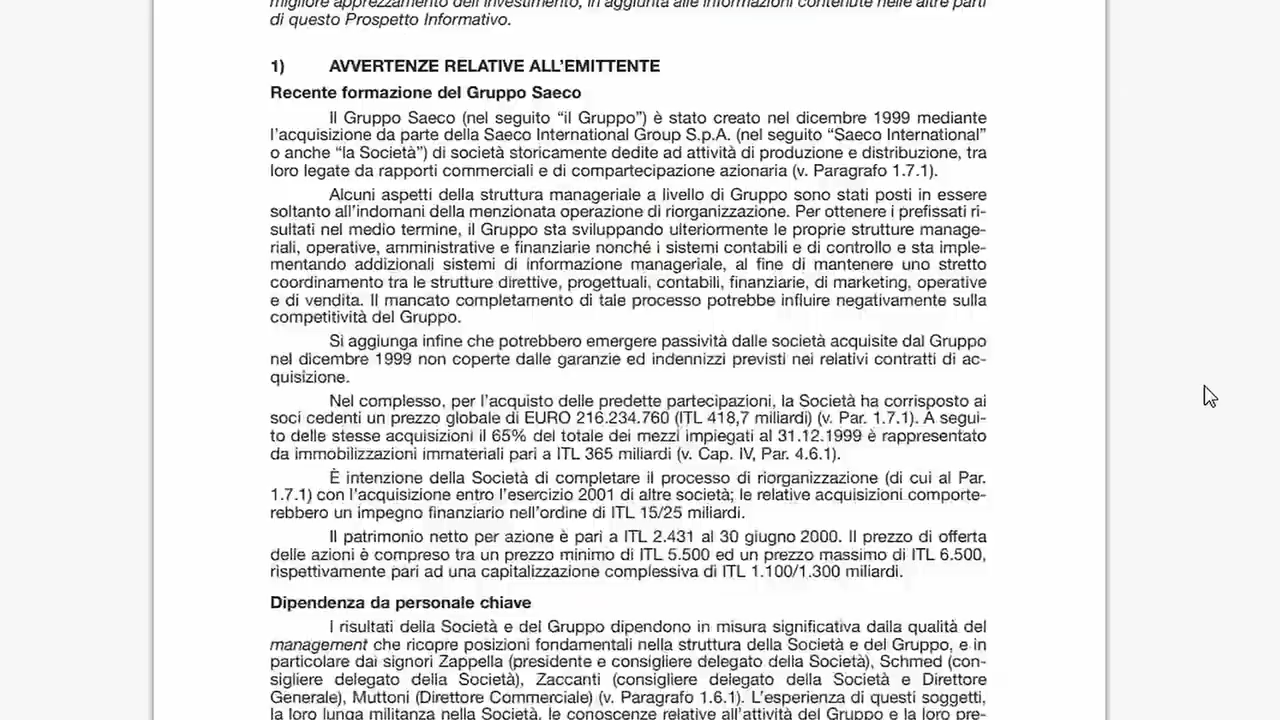 migliore apprezzamento dell'investimento, in aggiunta alle informazioni contenute nelle altre parti
di questo Prospetto Informativo.
1) AVVERTENZE RELATIVE ALL'EMITTENTE
Recente formazione del Gruppo Saeco
Il Gruppo Saeco (nel seguito “il Gruppo”) è stato creato nel dicembre 1999 mediante
l'acquisizione da parte della Saeco International Group S.p.A. (nel seguito “Saeco International”
o anche “la Società”) di società storicamente dedite ad attività di produzione e distribuzione, tra
loro legate da rapporti commerciali e di compartecipazione azionaria (v. Paragrafo 1.7.1).
Alcuni aspetti della struttura manageriale a livello di Gruppo sono stati posti in essere
soltanto all'indomani della menzionata operazione di riorganizzazione. Per ottenere i prefissati ri-
sultati nel medio termine, il Gruppo sta sviluppando ulteriormente le proprie strutture manage-
riali, operative, amministrative e finanziarie nonché i sistemi contabili e di controllo e sta imple-
mentando addizionali sistemi di informazione manageriale, al fine di mantenere uno stretto
coordinamento tra le strutture direttive, progettuali, contabili, finanziarie, di marketing, operative
e di vendita. Il mancato completamento di tale processo potrebbe influire negativamente sulla
competitività del Gruppo.
Si aggiunga infine che potrebbero emergere passività dalle società acquisite dal Gruppo
nel dicembre 1999 non coperte dalle garanzie ed indennizzi previsti nei relativi contratti di ac-
quisizione.
Nel complesso, per l'acquisto delle predette partecipazioni, la Società ha corrisposto ai
soci cedenti un prezzo globale di EURO 216.234.760 (ITL 418,7 miliardi) (v. Par. 1.7.1). A segui-
to delle stesse acquisizioni il 65% del totale dei mezzi impiegati al 31.12.1999 è rappresentato
da immobilizzazioni immateriali pari a ITL 365 miliardi (v. Cap. IV, Par. 4.6.1).
È intenzione della Società di completare il processo di riorganizzazione (di cui al Par.
1.7.1) con l'acquisizione entro l'esercizio 2001 di altre società; le relative acquisizioni comporte-
rebbero un impegno finanziario nell'ordine di ITL 15/25 miliardi.
Il patrimonio netto per azione è pari a ITL 2.431 al 30 giugno 2000. Il prezzo di offerta
delle azioni è compreso tra un prezzo minimo di ITL 5.500 ed un prezzo massimo di ITL 6.500,
rispettivamente pari ad una capitalizzazione complessiva di ITL 1.100/1.300 miliardi.
Dipendenza da personale chiave
I risultati della Società e del Gruppo dipendono in misura significativa dalla qualità del
management che ricopre posizioni fondamentali nella struttura della Società e del Gruppo, e in
particolare dai signori Zappella (presidente e consigliere delegato della Società), Schmed (con-
sigliere delegato della Società), Zaccanti (consigliere delegato della Società e Direttore
Generale), Muttoni (Direttore Commerciale) (v. Paragrafo 1.6.1). L'esperienza di questi soggetti,
la loro lunga militanza nella Società, le conoscenze relative all'attività del Gruppo e la loro pre-